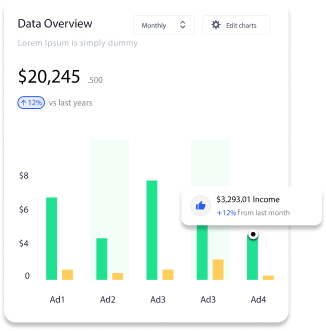 Data Overview
Monthly
Edit charts
Lorem Ipsum is simply dummy
$20,245 .500
↑ 12% vs last years
$8
$6
$4
0
$3,293.01 Income
+12% from last month
Ad1 Ad2 Ad3 Ad3 Ad4